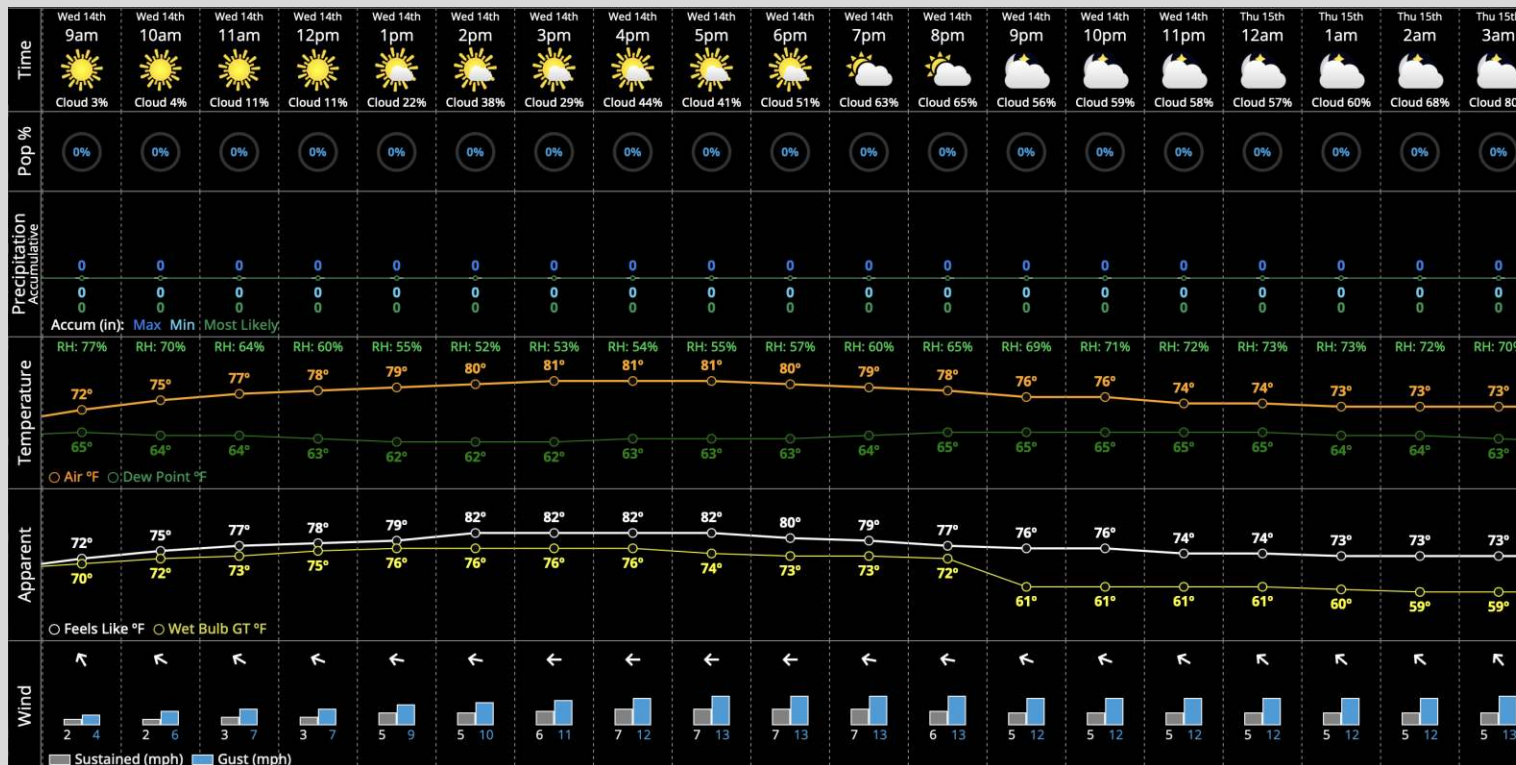 Time
Wed 14th Wed 14th Wed 14th Wed 14th Wed 14th Wed 14th Wed 14th Wed 14th Wed 14th Wed 14th Wed 14th Wed 14th Wed 14th Wed 14th Wed 14th Thu 15th Thu 15th Thu 15th Thu 15th
9am 10am 11am 12pm 1pm 2pm 3pm 4pm 5pm 6pm 7pm 8pm 9pm 10pm 11pm 12am 1am 2am 3am
Cloud 3% Cloud 4% Cloud 11% Cloud 11% Cloud 22% Cloud 38% Cloud 29% Cloud 44% Cloud 41% Cloud 51% Cloud 63% Cloud 65% Cloud 56% Cloud 59% Cloud 58% Cloud 57% Cloud 60% Cloud 68% Cloud 80
Pop %
0% 0% 0% 0% 0% 0% 0% 0% 0% 0% 0% 0% 0% 0% 0% 0% 0% 0% 0%
Precipitation
Accumulative
0 0 0 0 0 0 0 0 0 0 0 0 0 0 0 0 0 0 0
0 0 0 0 0 0 0 0 0 0 0 0 0 0 0 0 0 0 0
0 0 0 0 0 0 0 0 0 0 0 0 0 0 0 0 0 0 0
Accum (in): Max Min Most Likely
Temperature
RH: 77% RH: 70% RH: 64% RH: 60% RH: 55% RH: 52% RH: 53% RH: 54% RH: 55% RH: 57% RH: 60% RH: 65% RH: 69% RH: 71% RH: 72% RH: 73% RH: 73% RH: 72% RH: 70%
72° 75° 77° 78° 79° 80° 81° 81° 81° 80° 79° 78° 76° 76° 74° 74° 73° 73° 73°
65° 64° 64° 63° 62° 62° 62° 63° 63° 63° 64° 65° 65° 65° 65° 65° 64° 64° 63°
Air ºF Dew Point ºF
Apparent
72° 75° 77° 78° 79° 82° 82° 82° 82° 80° 79° 77° 76° 76° 74° 74° 73° 73° 73°
70° 72° 73° 75° 76° 76° 76° 76° 74° 73° 73° 72° 61° 61° 61° 61° 60° 59° 59°
Feels Like ºF Wet Bulb GT ºF
Wind
2 4 2 6 3 7 3 7 5 9 5 10 6 11 7 12 7 13 7 13 7 13 6 13 5 12 5 12 5 12 5 12 5 12 5 12 5 13
Sustained (mph) Gust (mph)